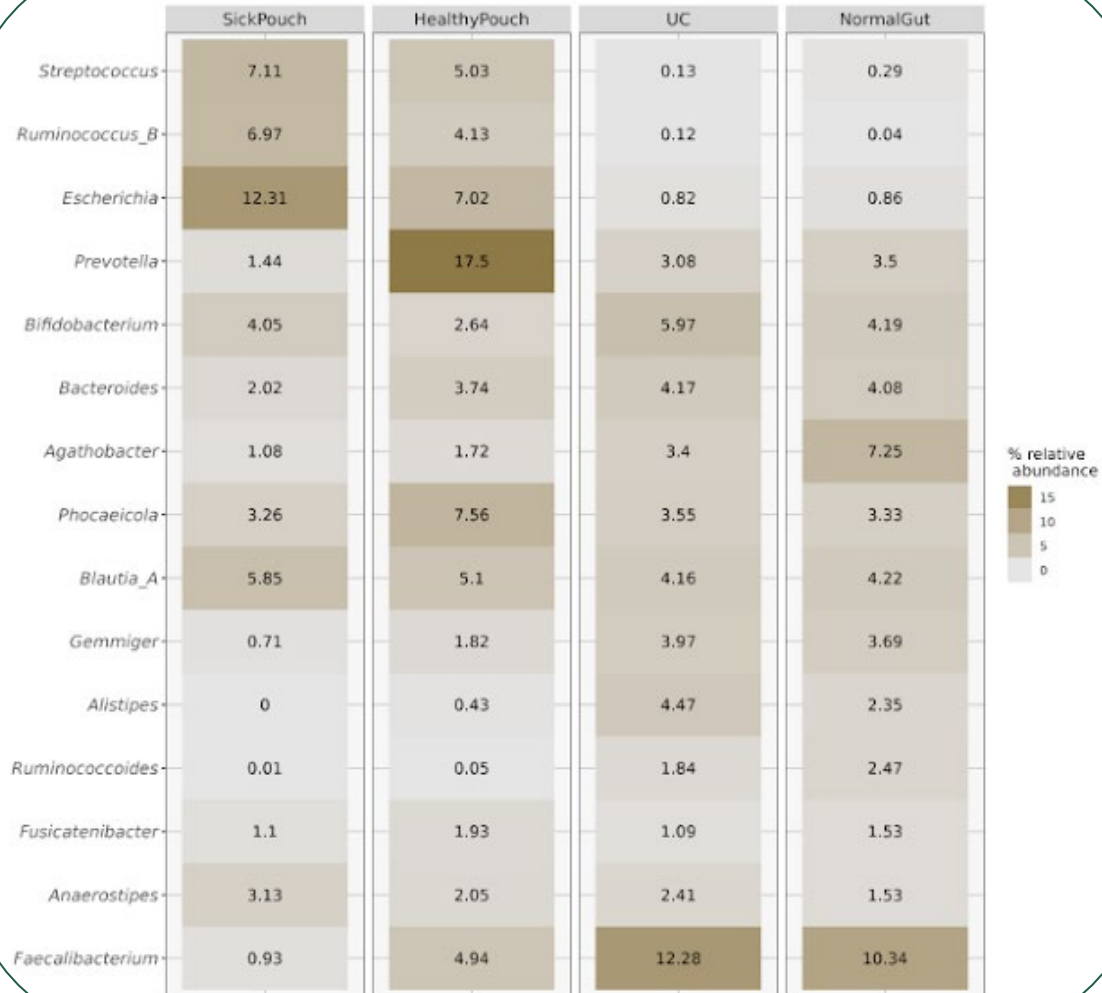 SickPouch HealthyPouch UC NormalGut
Streptococcus 7.11 5.03 0.13 0.29
Ruminococcus_B 6.97 4.13 0.12 0.04
Escherichia 12.31 7.02 0.82 0.86
Prevotella 1.44 17.5 3.08 3.5
Bifidobacterium 4.05 2.64 5.97 4.19
Bacteroides 2.02 3.74 4.17 4.08
Agathobacter 1.08 1.72 3.4 7.25
Phocaeicola 3.26 7.56 3.55 3.33
Blautia_A 5.85 5.1 4.16 4.22
Gemmiger 0.71 1.82 3.97 3.69
Alistipes 0 0.43 4.47 2.35
Ruminococcoides 0.01 0.05 1.84 2.47
Fusicatenibacter 1.1 1.93 1.09 1.53
Anaerostipes 3.13 2.05 2.41 1.53
Faecalibacterium 0.93 4.94 12.28 10.34
% relative
abundance
15
10
5
0